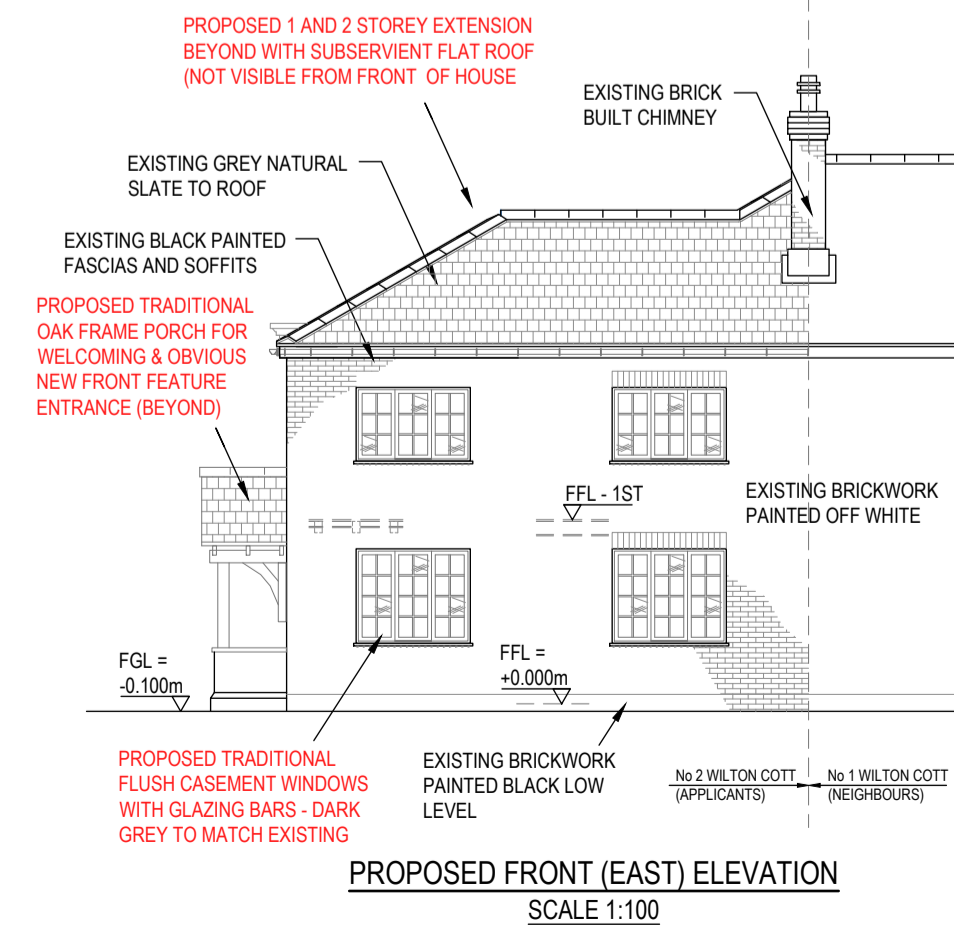 PROPOSED 1 AND 2 STOREY EXTENSION
BEYOND WITH SUBSERVIENT FLAT ROOF
(NOT VISIBLE FROM FRONT OF HOUSE
EXISTING BRICK
BUILT CHIMNEY
EXISTING GREY NATURAL
SLATE TO ROOF
EXISTING BLACK PAINTED
FASCIAS AND SOFFITS
PROPOSED TRADITIONAL
OAK FRAME PORCH FOR
WELCOMING & OBVIOUS
NEW FRONT FEATURE
ENTRANCE (BEYOND)
FFL - 1ST
EXISTING BRICKWORK
PAINTED OFF WHITE
FGL =
-0.100m
FFL =
+0.000m
PROPOSED TRADITIONAL
FLUSH CASEMENT WINDOWS
WITH GLAZING BARS - DARK
GREY TO MATCH EXISTING
EXISTING BRICKWORK
PAINTED BLACK LOW
LEVEL
No 2 WILTON COTT
(APPLICANTS)
No 1 WILTON COTT
(NEIGHBOURS)
PROPOSED FRONT (EAST) ELEVATION
SCALE 1:100